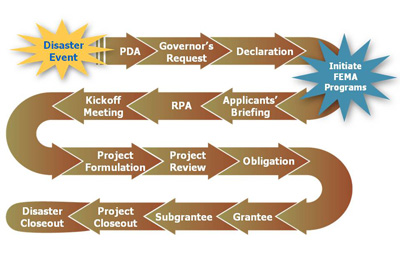 Disaster
Event
PDA
Governor's
Request
Declaration
Initiate
FEMA
Programs
Applicants'
Briefing
RPA
Kickoff
Meeting
Project
Formulation
Project
Review
Obligation
Grantee
Subgrantee
Project
Closeout
Disaster
Closeout